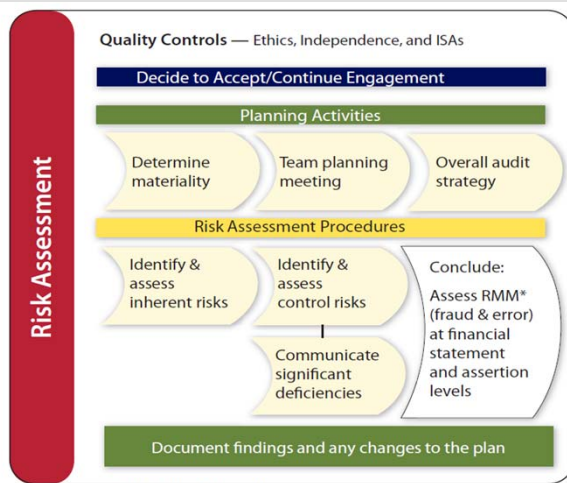 Risk Assessment
Quality Controls — Ethics, Independence, and ISAs
Decide to Accept/Continue Engagement
Planning Activities
Determine
materiality
Team planning
meeting
Overall audit
strategy
Risk Assessment Procedures
Identify &
assess
inherent risks
Identify &
assess
control risks
Communicate
significant
deficiencies
Conclude:
Assess RMM*
(fraud & error)
at financial
statement
and assertion
levels
Document findings and any changes to the plan